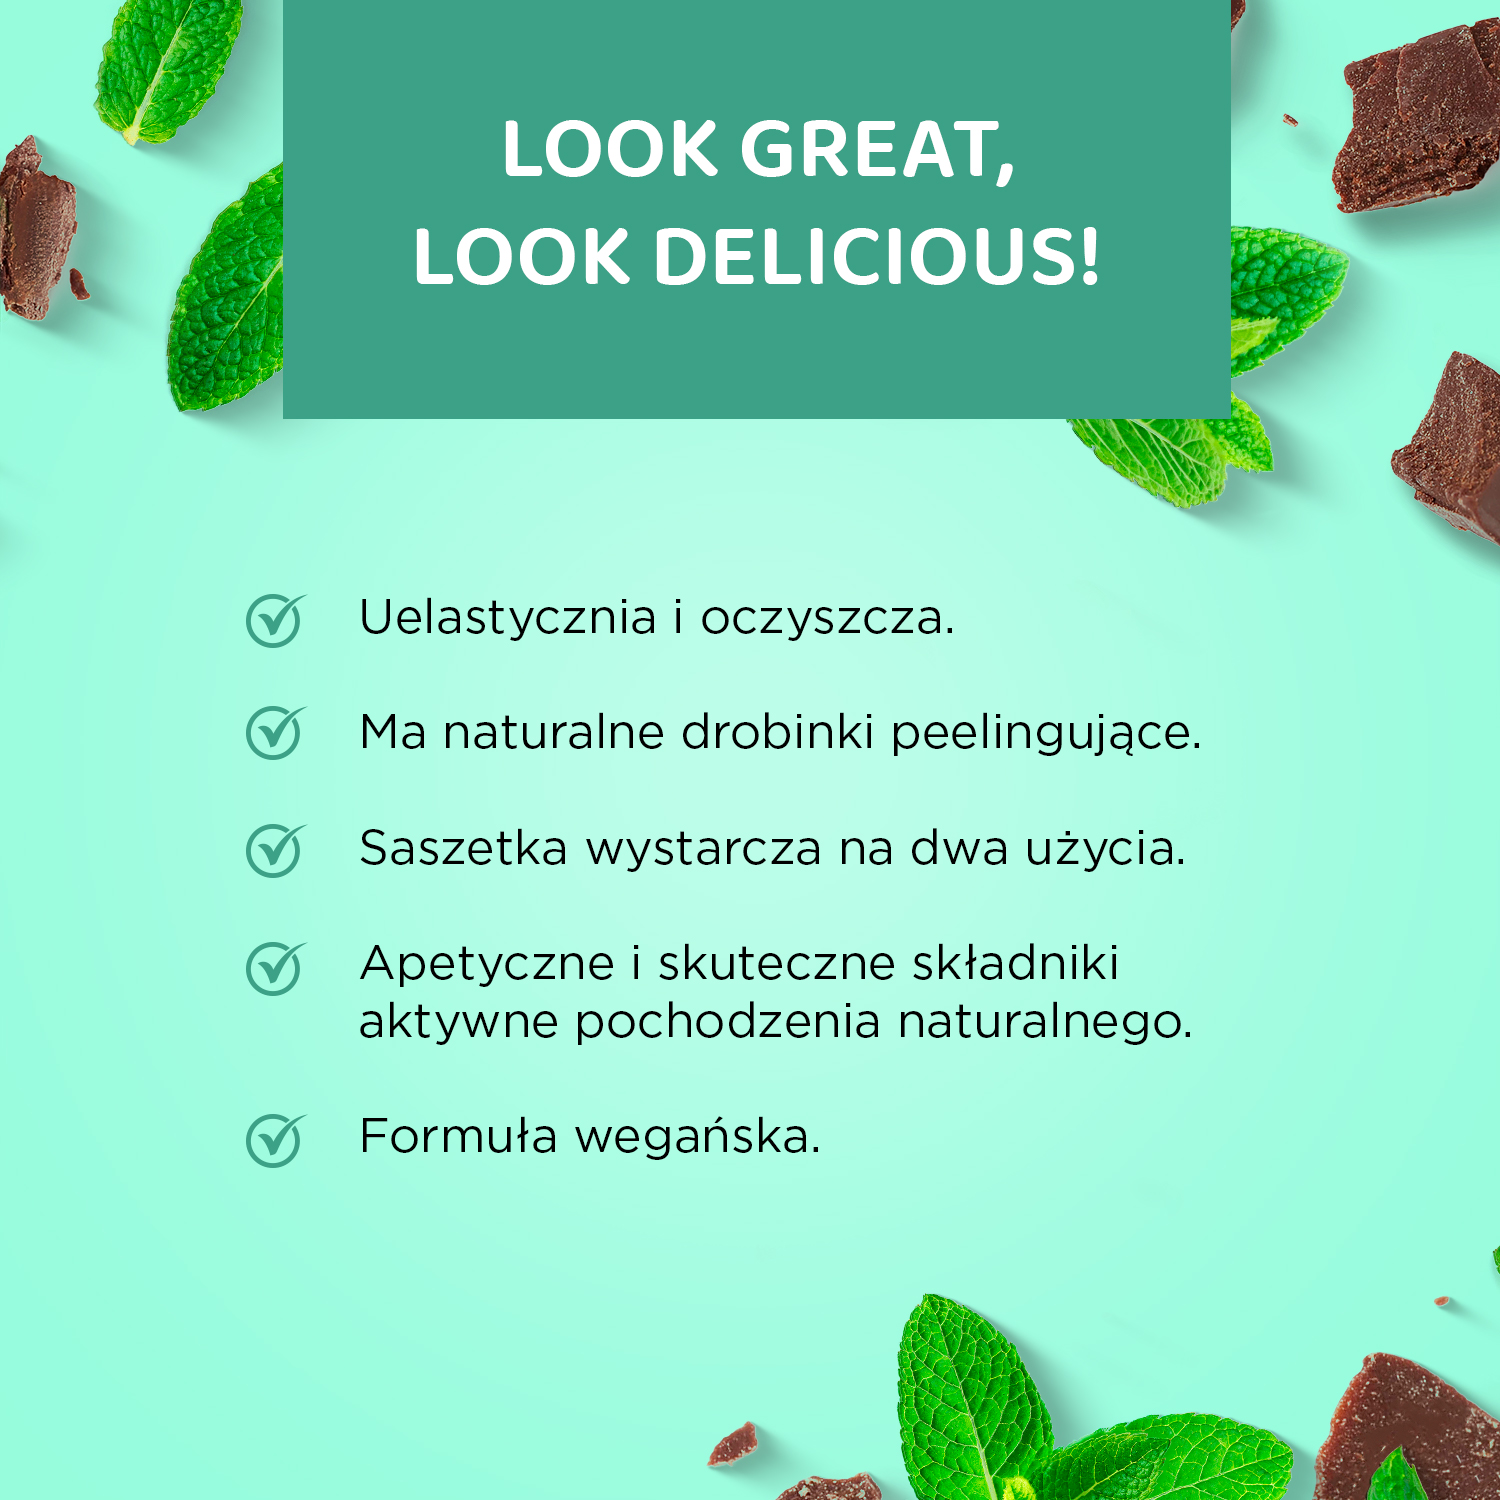 LOOK GREAT,
LOOK DELICIOUS!
Uelastycznia i oczyszcza.
Ma naturalne drobinki peelingujące.
Saszetka wystarcza na dwa użycia.
Apetyczne i skuteczne składniki
aktywne pochodzenia naturalnego.
Formuła wegańska.